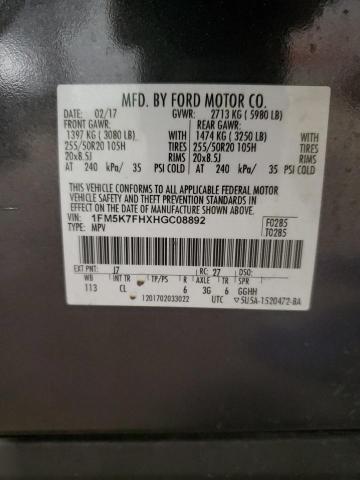 MFD. BY FORD MOTOR CO.
DATE: 02/17 GVWR: 2713 KG ( 5980 LB)
FRONT GAWR: REAR GAWR:
1397 KG ( 3080 LB) WITH 1474 KG ( 3250 LB) WITH
255/50R20 105H TIRES 255/50R20 105H TIRES
20x8.5J RIMS 20x8.5J RIMS
AT 240 kPa/ 35 PSI COLD AT 240 kPa/ 35 PSI COLD
THIS VEHICLE CONFORMS TO ALL APPLICABLE FEDERAL MOTOR
VEHICLE SAFETY AND THEFT PREVENTION STANDARDS IN EFFECT ON THE
DATE OF MANUFACTURE SHOWN ABOVE.
VIN: 1FM5K7FHXHGC08892 F0285
TYPE: MPV T0285
EXT PNT: J7 RC: 27 DSO:
WB INT TR TP/PS R AXLE TR SPR
113 CL 6 3G 6 GGHH
1201702033022 UTC 5U5A-1520472-BA